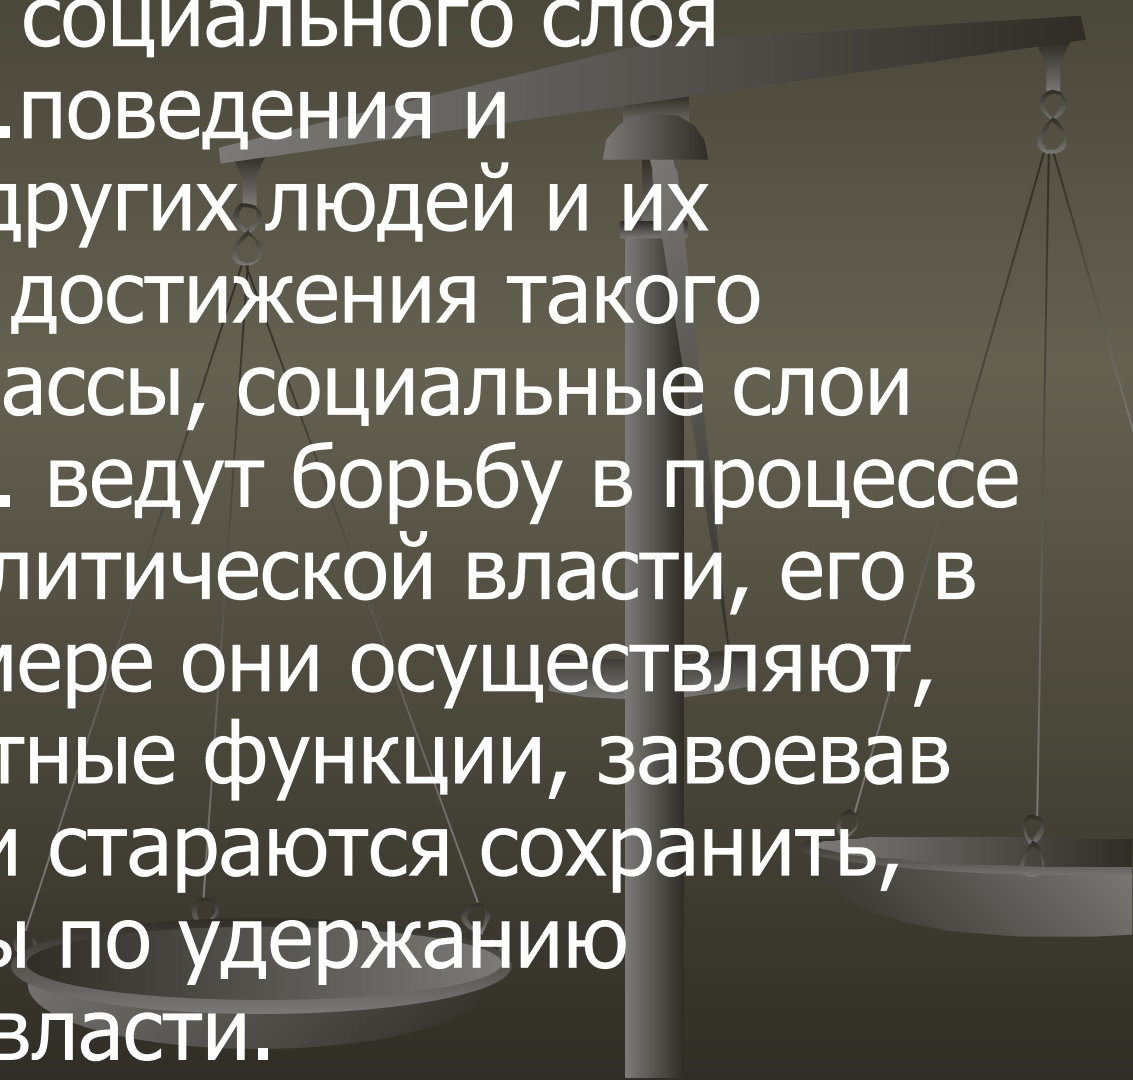 социального слоя
.поведения и
других людей и их
достижения такого
ассы, социальные слои
. ведут борьбу в процессе
литической власти, его в
мере они осуществляют,
тные функции, завоевав
и стараются сохранить,
ы по удержанию
власти.